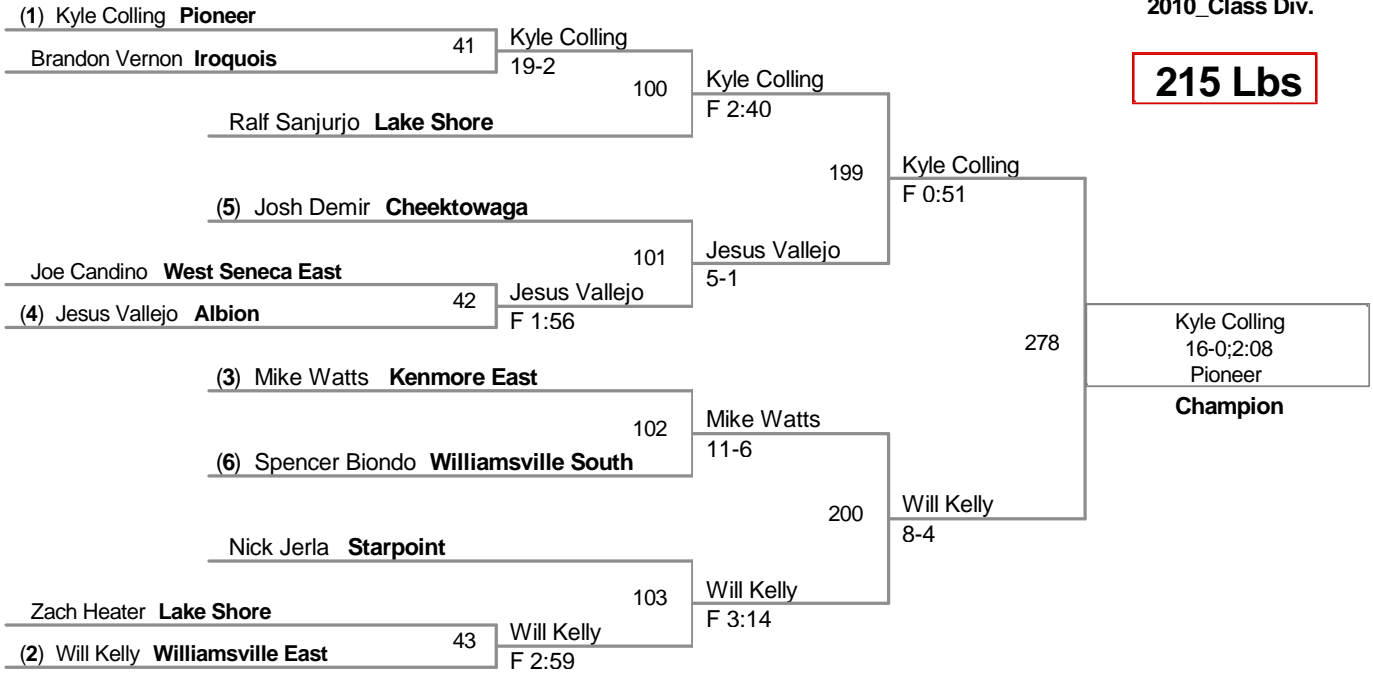 2010_Class Div.
215 Lbs
(1) Kyle Colling Pioneer
Brandon Vernon Iroquois
41
Kyle Colling
19-2
Ralf Sanjurjo Lake Shore
100
Kyle Colling
F 2:40
(5) Josh Demir Cheektowaga
Joe Candino West Seneca East
(4) Jesus Vallejo Albion
42
Jesus Vallejo
F 1:56
101
Jesus Vallejo
5-1
199
Kyle Colling
F 0:51
(3) Mike Watts Kenmore East
(6) Spencer Biondo Williamsville South
102
Mike Watts
11-6
Nick Jerla Starpoint
Zach Heater Lake Shore
(2) Will Kelly Williamsville East
43
Will Kelly
F 2:59
103
Will Kelly
F 3:14
200
Will Kelly
8-4
278
Kyle Colling
16-0;2:08
Pioneer
Champion